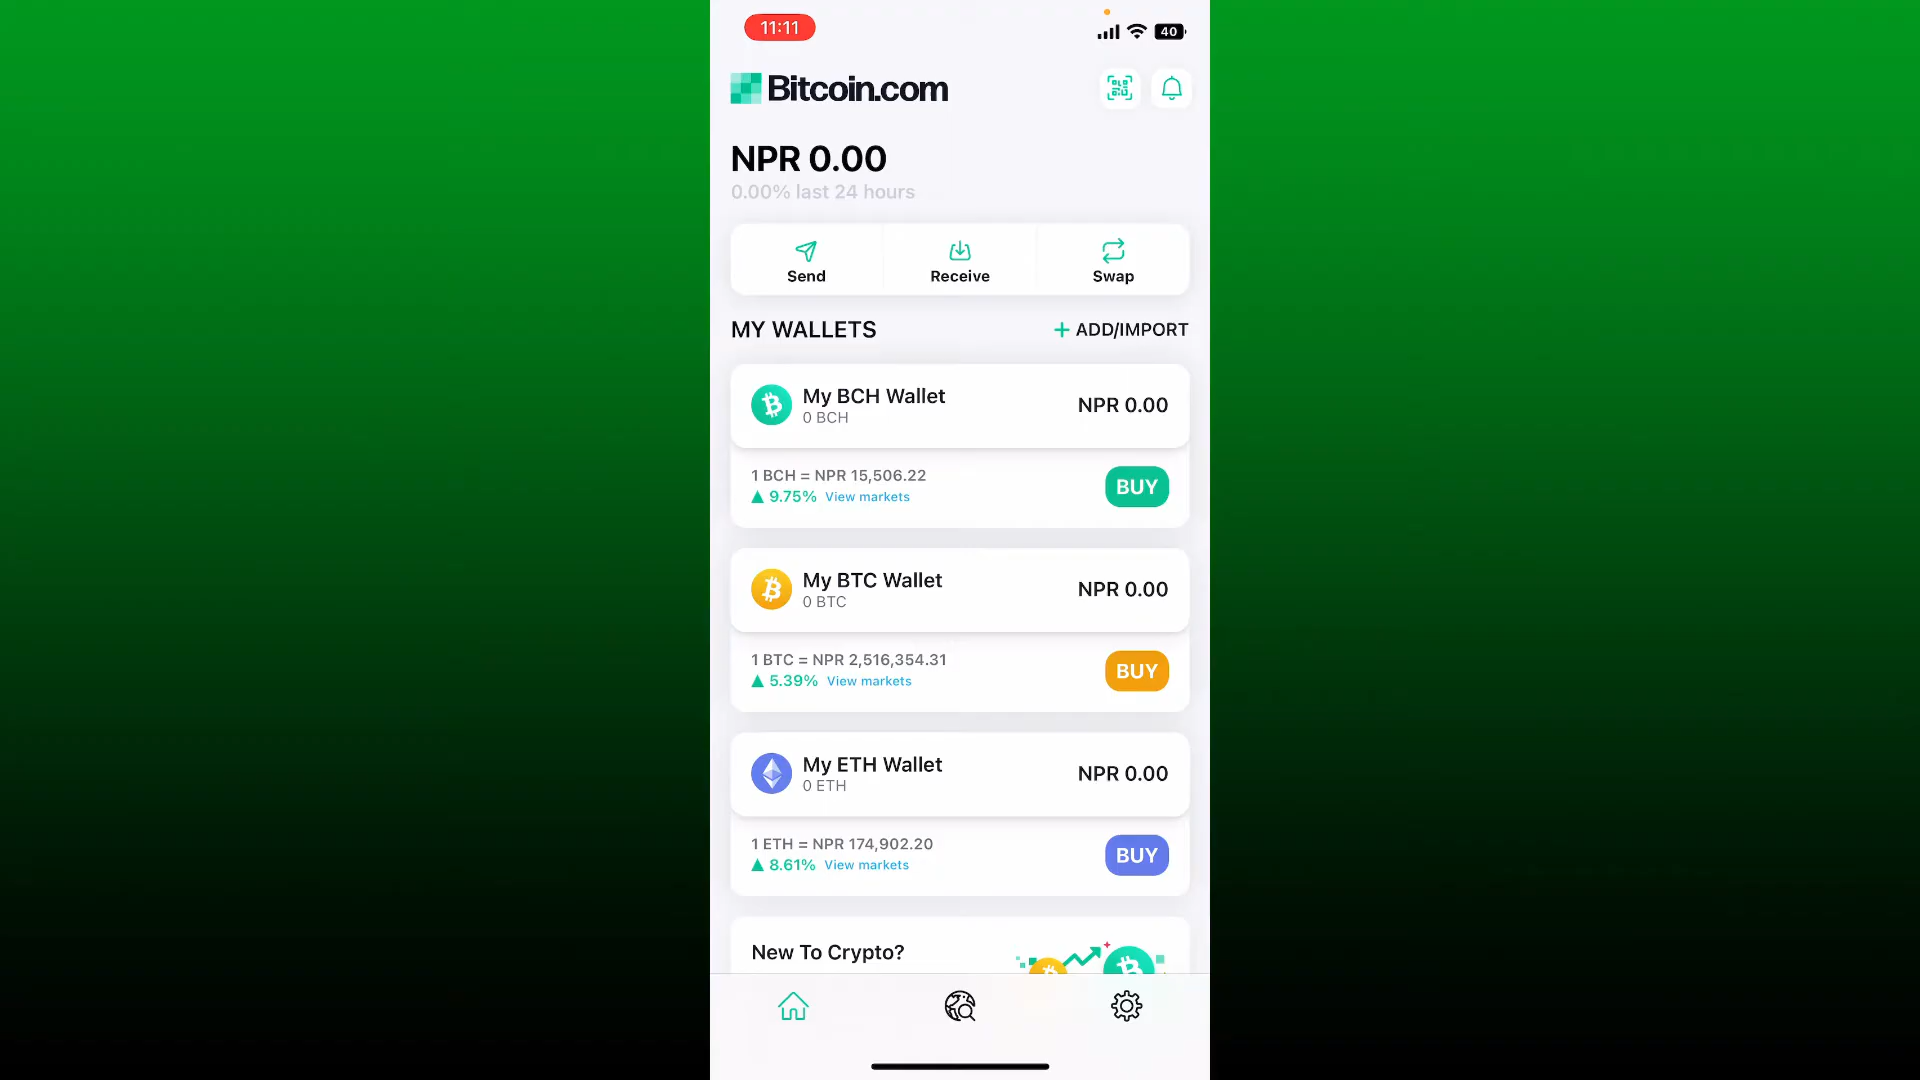 11:11
40
Bitcoin.com
NPR 0.00
0.00% last 24 hours
Send
Receive
Swap
MY WALLETS
+ ADD/IMPORT
My BCH Wallet
0 BCH
NPR 0.00
1 BCH = NPR 15,506.22
▲ 9.75% View markets
BUY
My BTC Wallet
0 BTC
NPR 0.00
1 BTC = NPR 2,516,354.31
▲ 5.39% View markets
BUY
My ETH Wallet
0 ETH
NPR 0.00
1 ETH = NPR 174,902.20
▲ 8.61% View markets
BUY
New To Crypto?